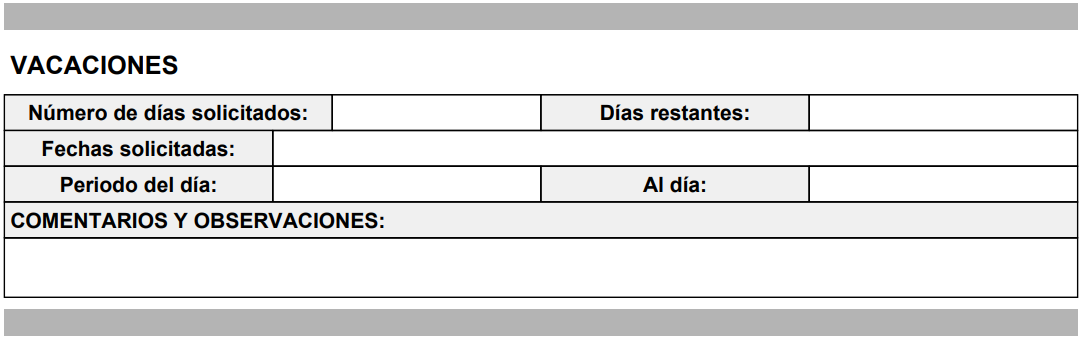 VACACIONES
Número de días solicitados: Días restantes:
Fechas solicitadas:
Periodo del día: Al día:
COMENTARIOS Y OBSERVACIONES: